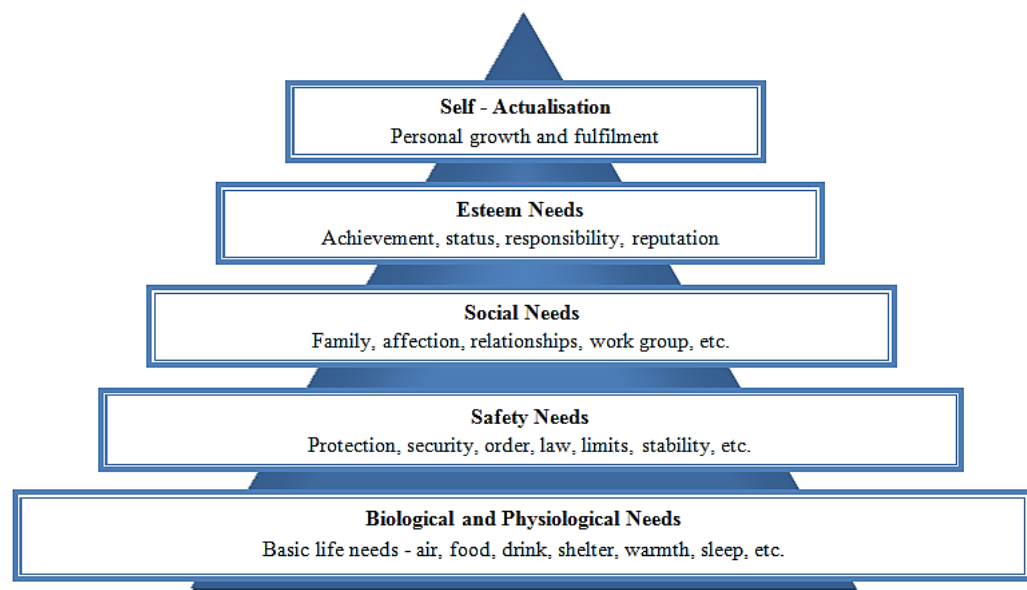 Self - Actualisation
Personal growth and fulfilment
Esteem Needs
Achievement, status, responsibility, reputation
Social Needs
Family, affection, relationships, work group, etc.
Safety Needs
Protection, security, order, law, limits, stability, etc.
Biological and Physiological Needs
Basic life needs - air, food, drink, shelter, warmth, sleep, etc.